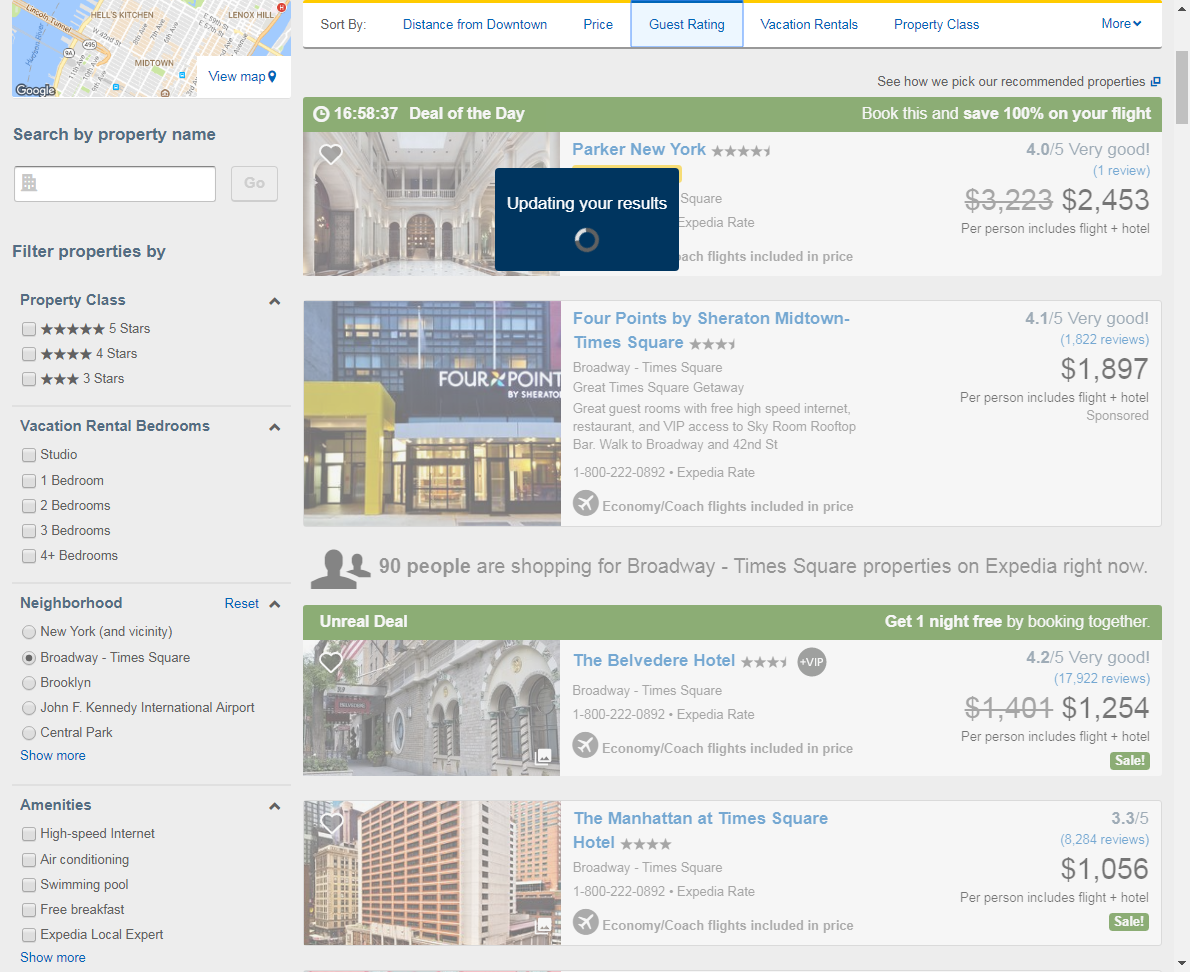 HELL'S KITCHEN
LENOX HILL
Lincoln Tunnel
W 42nd St
495
9A
MIDTOWN
Google
View map
Search by property name
Go
Filter properties by
Property Class
5 Stars
4 Stars
3 Stars
Vacation Rental Bedrooms
Studio
1 Bedroom
2 Bedrooms
3 Bedrooms
4+ Bedrooms
Neighborhood Reset
New York (and vicinity)
Broadway - Times Square
Brooklyn
John F. Kennedy International Airport
Central Park
Show more
Amenities
High-speed Internet
Air conditioning
Swimming pool
Free breakfast
Expedia Local Expert
Show more
Sort By: Distance from Downtown Price Guest Rating Vacation Rentals Property Class More
See how we pick our recommended properties
16:58:37 Deal of the Day Book this and save 100% on your flight
Parker New York
4.0/5 Very good!
(1 review)
$3,223 $2,453
Per person includes flight + hotel
Square
Expedia Rate
ach flights included in price
Updating your results
Four Points by Sheraton Midtown-
Times Square
Broadway - Times Square
Great Times Square Getaway
Great guest rooms with free high speed internet,
restaurant, and VIP access to Sky Room Rooftop
Bar. Walk to Broadway and 42nd St
1-800-222-0892 • Expedia Rate
Economy/Coach flights included in price
4.1/5 Very good!
(1,822 reviews)
$1,897
Per person includes flight + hotel
Sponsored
FOUR POINT
BY SHERATO
90 people are shopping for Broadway - Times Square properties on Expedia right now.
Unreal Deal Get 1 night free by booking together.
The Belvedere Hotel +VIP
Broadway - Times Square
1-800-222-0892 • Expedia Rate
Economy/Coach flights included in price
4.2/5 Very good!
(17,922 reviews)
$1,401 $1,254
Per person includes flight + hotel
Sale!
The Manhattan at Times Square
Hotel
Broadway - Times Square
1-800-222-0892 • Expedia Rate
Economy/Coach flights included in price
3.3/5
(8,284 reviews)
$1,056
Per person includes flight + hotel
Sale!